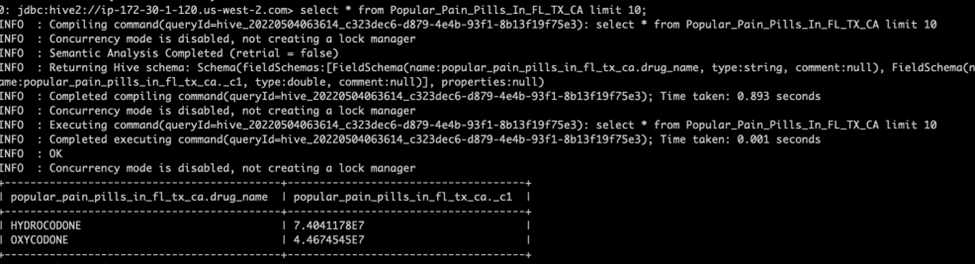 0: jdbc:hive2://ip-172-30-1-120.us-west-2.com> select * from Popular_Pain_Pills_In_FL_TX_CA limit 10;
INFO  : Compiling command(queryId=hive_20220504063614_c323dec6-d879-4e4b-93f1-8b13f19f75e3): select * from Popular_Pain_Pills_In_FL_TX_CA limit 10
INFO  : Concurrency mode is disabled, not creating a lock manager
INFO  : Semantic Analysis Completed (retrial = false)
INFO  : Returning Hive schema: Schema(fieldSchemas:[FieldSchema(name:popular_pain_pills_in_fl_tx_ca.drug_name, type:string, comment:null), FieldSchema(n
ame:popular_pain_pills_in_fl_tx_ca._c1, type:double, comment:null)], properties:null)
INFO  : Completed compiling command(queryId=hive_20220504063614_c323dec6-d879-4e4b-93f1-8b13f19f75e3); Time taken: 0.893 seconds
INFO  : Concurrency mode is disabled, not creating a lock manager
INFO  : Executing command(queryId=hive_20220504063614_c323dec6-d879-4e4b-93f1-8b13f19f75e3): select * from Popular_Pain_Pills_In_FL_TX_CA limit 10
INFO  : Completed executing command(queryId=hive_20220504063614_c323dec6-d879-4e4b-93f1-8b13f19f75e3); Time taken: 0.001 seconds
INFO  : OK
INFO  : Concurrency mode is disabled, not creating a lock manager
+-------------------------------------------+-------------------------------------+
| popular_pain_pills_in_fl_tx_ca.drug_name  | popular_pain_pills_in_fl_tx_ca._c1  |
+-------------------------------------------+-------------------------------------+
| HYDROCODONE                               | 7.4041178E7                         |
| OXYCODONE                                 | 4.4674545E7                         |
+-------------------------------------------+-------------------------------------+